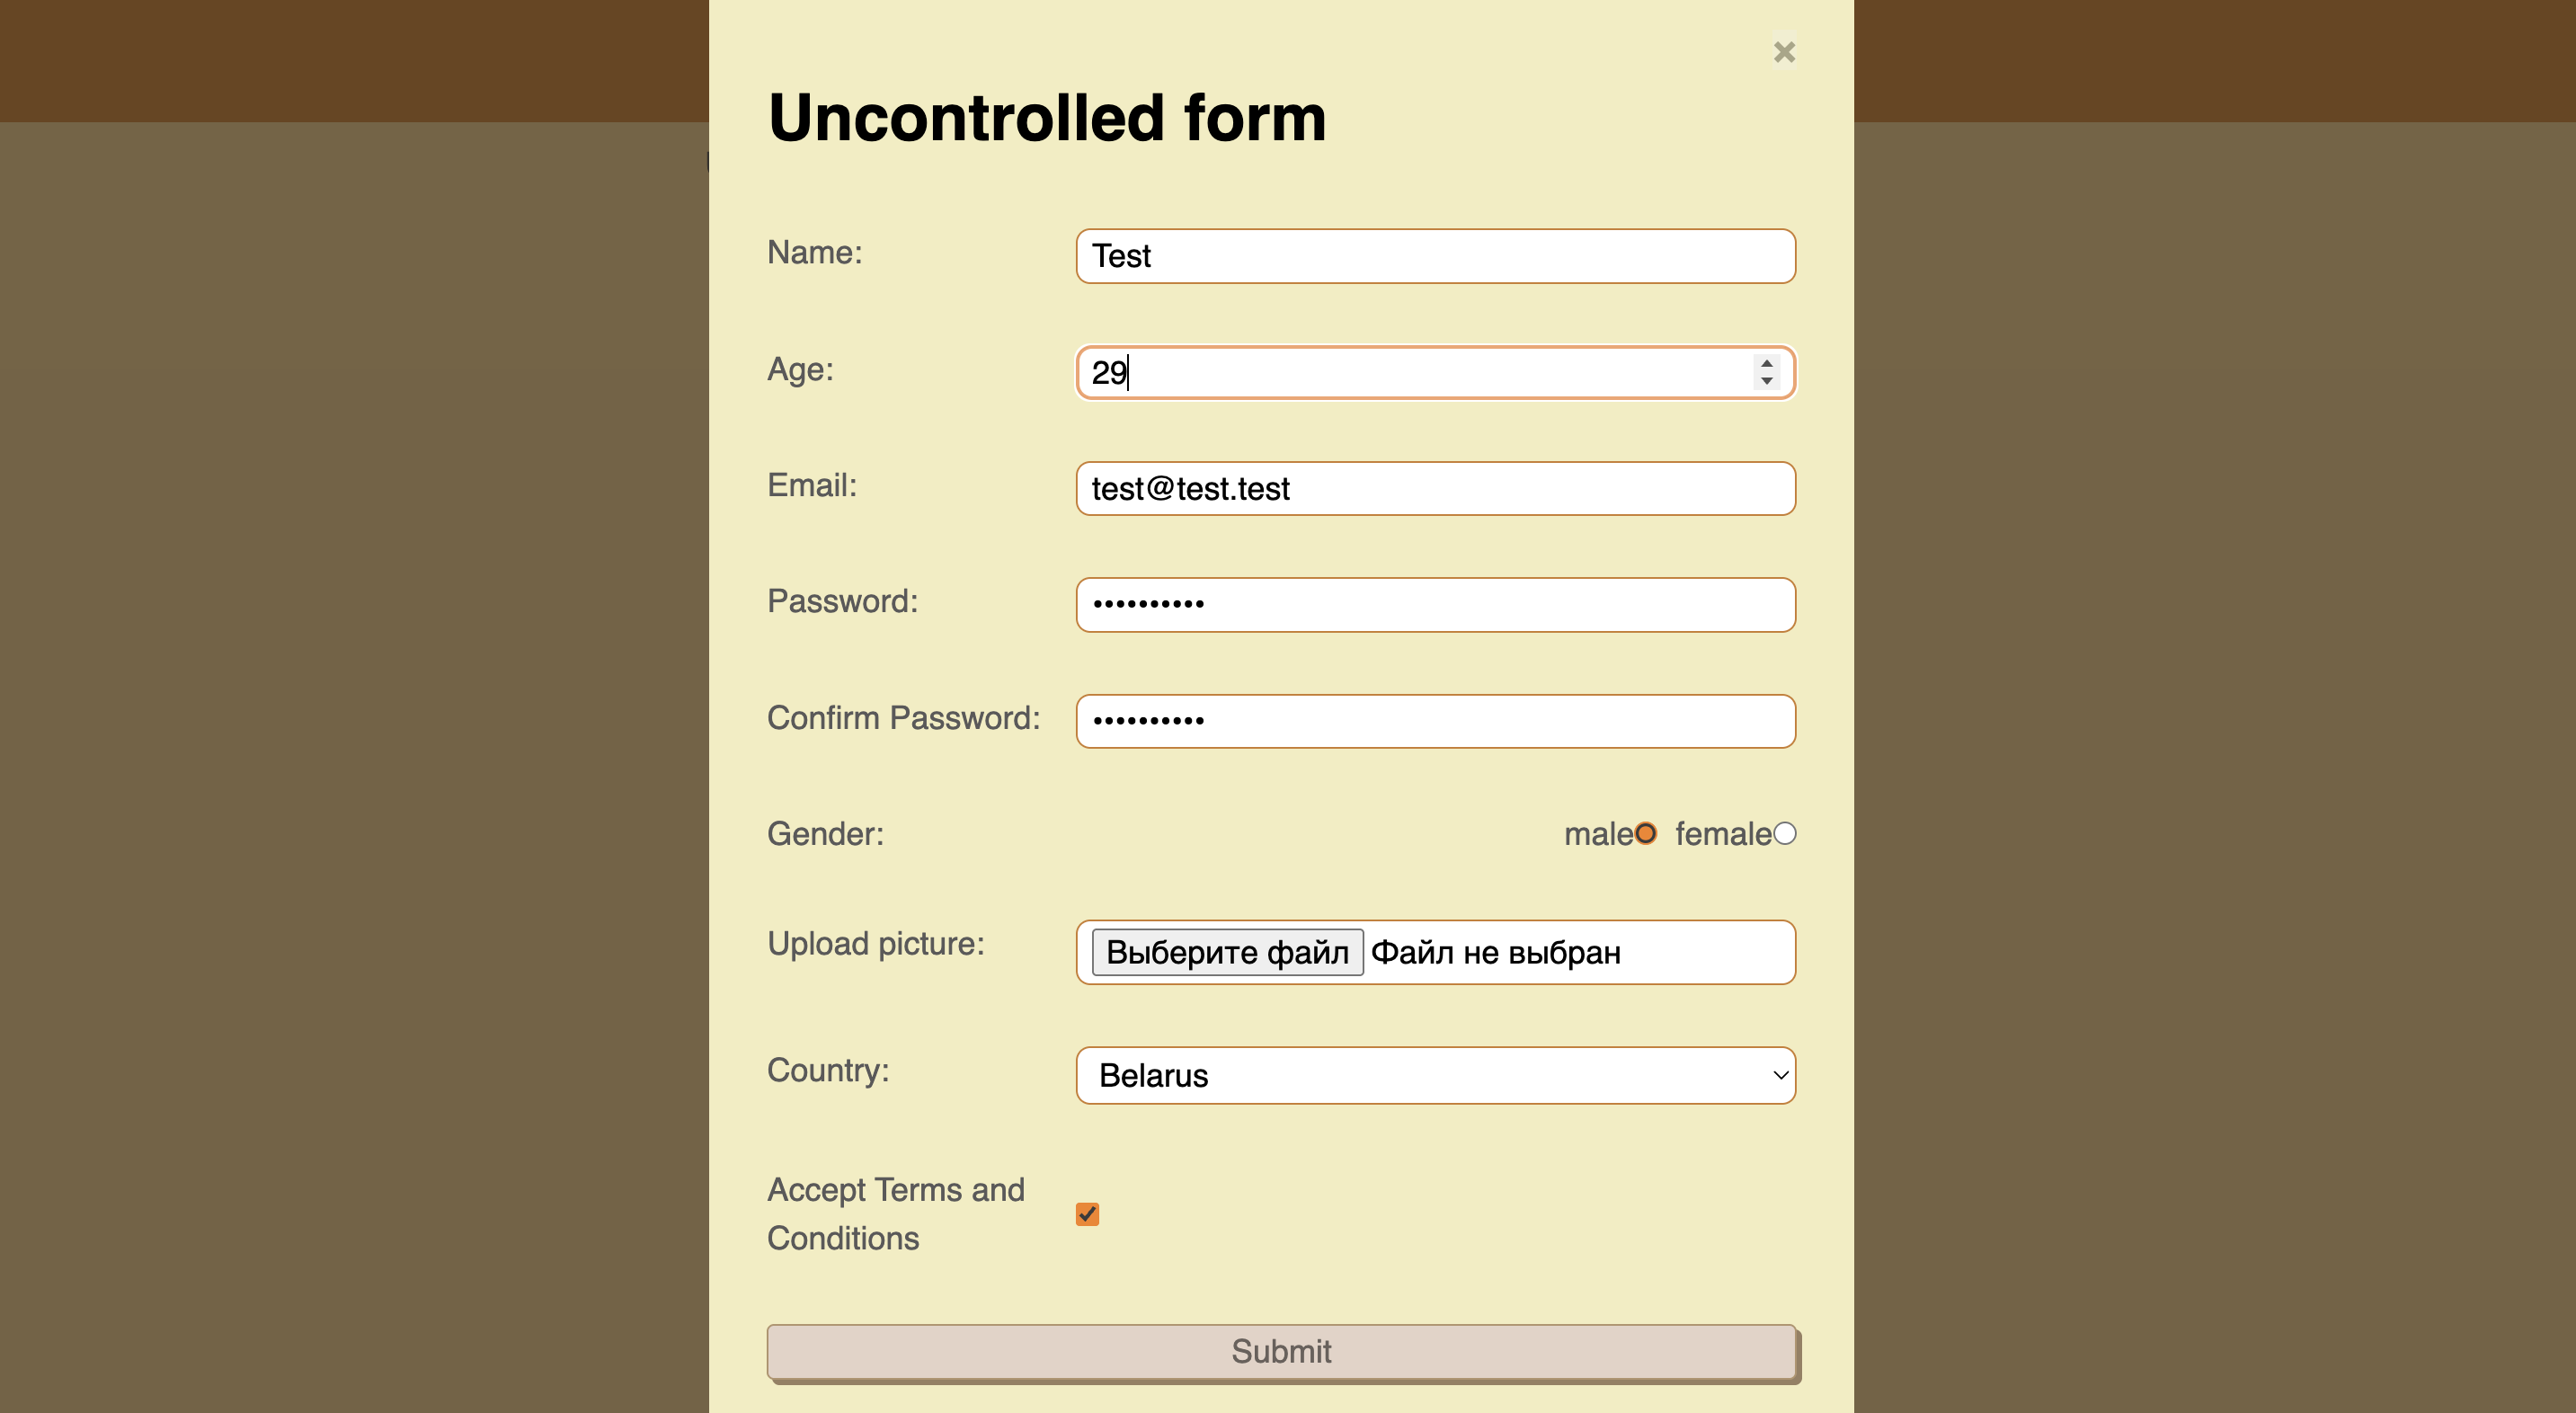 ×
Uncontrolled form
Name: Test
Age: 29
Email: test@test.test
Password: ••••••••••
Confirm Password: ••••••••••
Gender: male female
Upload picture: Выберите файл Файл не выбран
Country: Belarus
Accept Terms and
Conditions
Submit